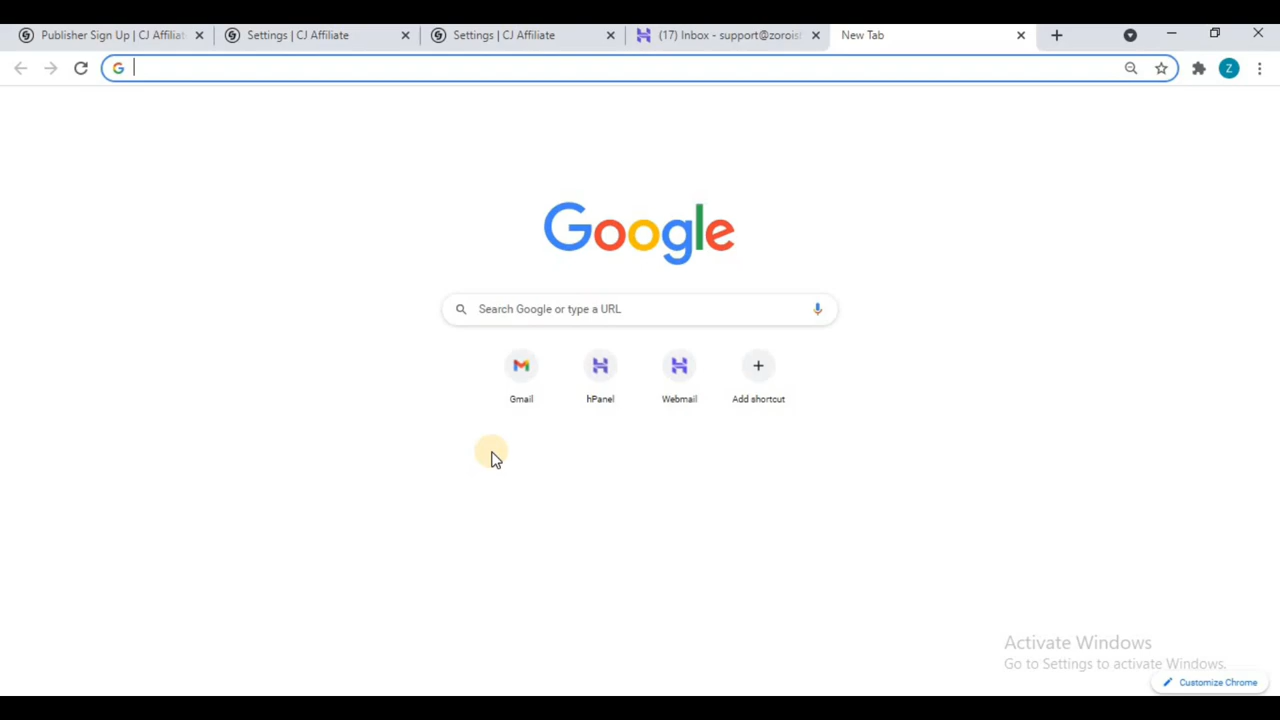 Publisher Sign Up | CJ Affiliat
Settings | CJ Affiliate
Settings | CJ Affiliate
(17) Inbox - support@zoroist
New Tab
Z
Google
Search Google or type a URL
Gmail
hPanel
Webmail
Add shortcut
Activate Windows
Go to Settings to activate Windows.
Customize Chrome